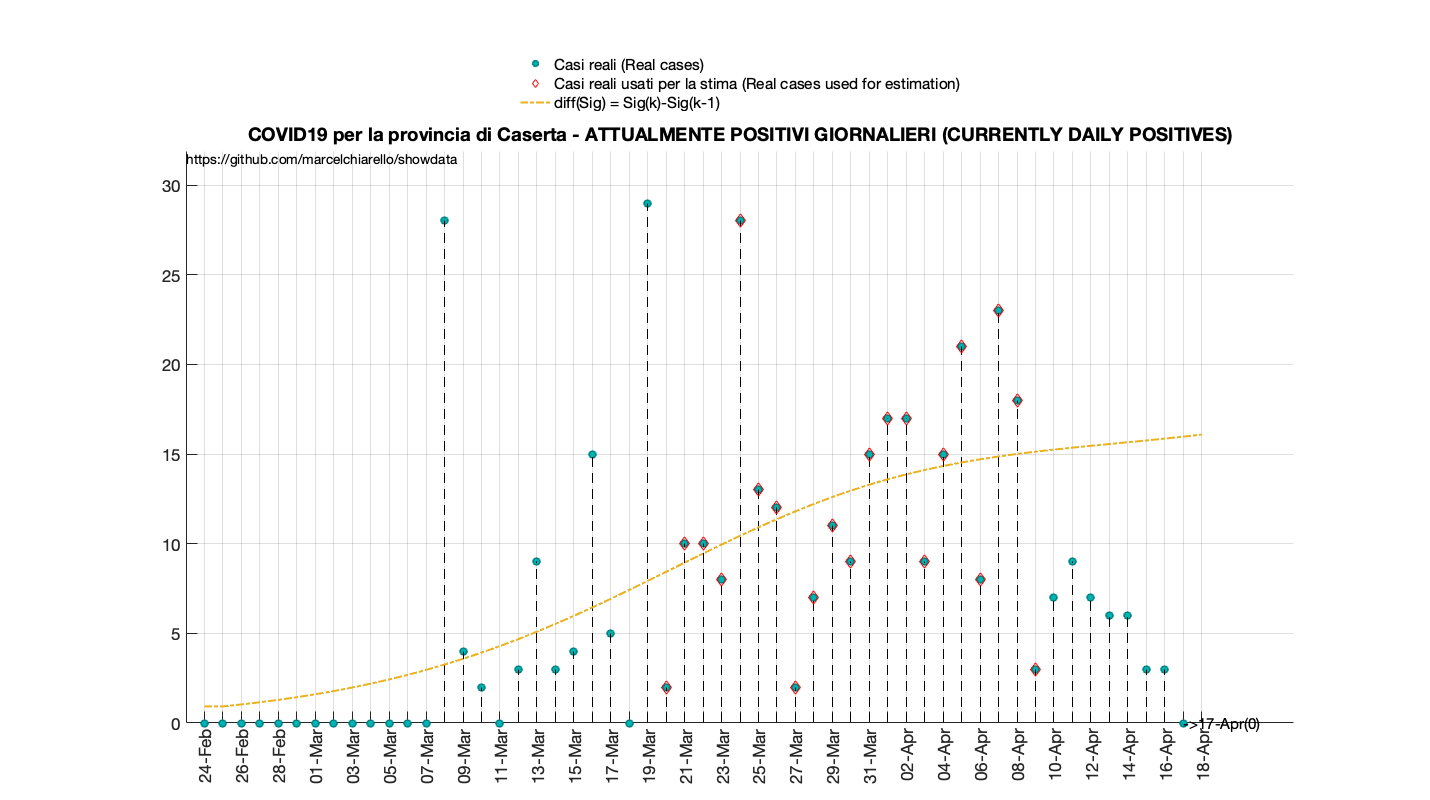 Casi reali (Real cases)
Casi reali usati per la stima (Real cases used for estimation)
diff(Sig) = Sig(k)-Sig(k-1)
COVID19 per la provincia di Caserta - ATTUALMENTE POSITIVI GIORNALIERI (CURRENTLY DAILY POSITIVES)
https://github.com/marcelchiarello/showdata
30
25
20
15
10
5
0
->17-Apr(0)
24-Feb
26-Feb
28-Feb
01-Mar
03-Mar
05-Mar
07-Mar
09-Mar
11-Mar
13-Mar
15-Mar
17-Mar
19-Mar
21-Mar
23-Mar
25-Mar
27-Mar
29-Mar
31-Mar
02-Apr
04-Apr
06-Apr
08-Apr
10-Apr
12-Apr
14-Apr
16-Apr
18-Apr